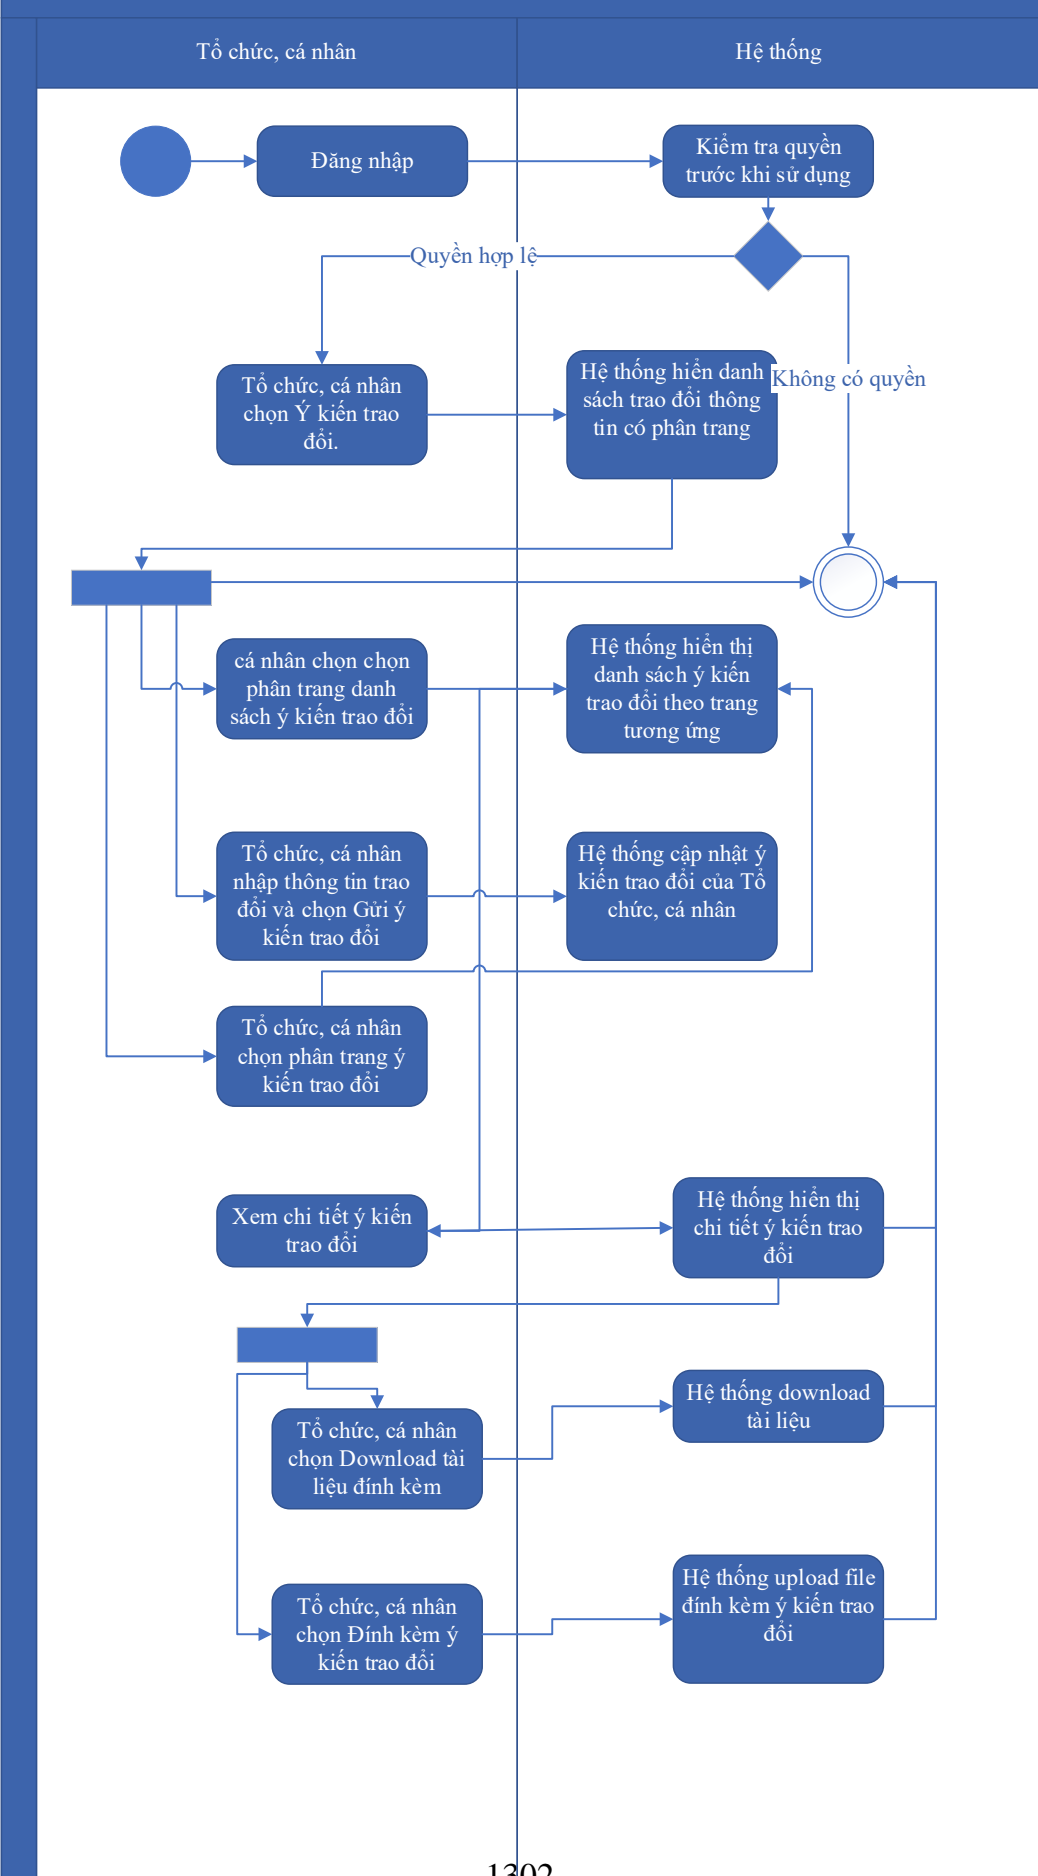 Tổ chức, cá nhân
Hệ thống
Đăng nhập
Kiểm tra quyền
trước khi sử dụng
Quyền hợp lệ
Tổ chức, cá nhân
chọn Ý kiến trao
đổi.
Hệ thống hiển danh
sách trao đổi thông
tin có phân trang
Không có quyền
cá nhân chọn chọn
phân trang danh
sách ý kiến trao đổi
Hệ thống hiển thị
danh sách ý kiến
trao đổi theo trang
tương ứng
Tổ chức, cá nhân
nhập thông tin trao
đổi và chọn Gửi ý
kiến trao đổi
Hệ thống cập nhật ý
kiến trao đổi của Tổ
chức, cá nhân
Tổ chức, cá nhân
chọn phân trang ý
kiến trao đổi
Xem chi tiết ý kiến
trao đổi
Hệ thống hiển thị
chi tiết ý kiến trao
đổi
Tổ chức, cá nhân
chọn Download tài
liệu đính kèm
Hệ thống download
tài liệu
Tổ chức, cá nhân
chọn Đính kèm ý
kiến trao đổi
Hệ thống upload file
đính kèm ý kiến trao
đổi
1302